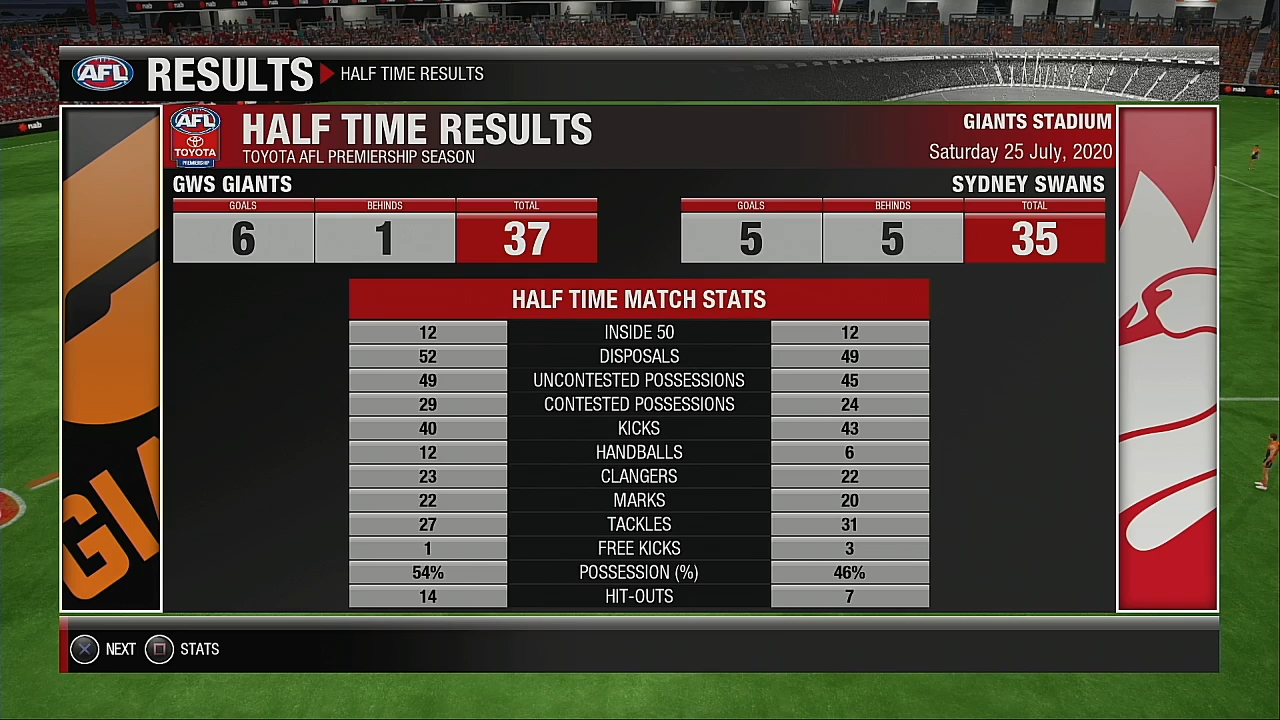 AFL RESULTS HALF TIME RESULTS
AFL
TOYOTA
PREMIERSHIP
HALF TIME RESULTS
TOYOTA AFL PREMIERSHIP SEASON
GIANTS STADIUM
Saturday 25 July, 2020
GWS GIANTS
SYDNEY SWANS
GOALS BEHINDS TOTAL
6 1 37
GOALS BEHINDS TOTAL
5 5 35
HALF TIME MATCH STATS
12 INSIDE 50 12
52 DISPOSALS 49
49 UNCONTESTED POSSESSIONS 45
29 CONTESTED POSSESSIONS 24
40 KICKS 43
12 HANDBALLS 6
23 CLANGERS 22
22 MARKS 20
27 TACKLES 31
1 FREE KICKS 3
54% POSSESSION (%) 46%
14 HIT-OUTS 7
GIA
nab
NEXT STATS